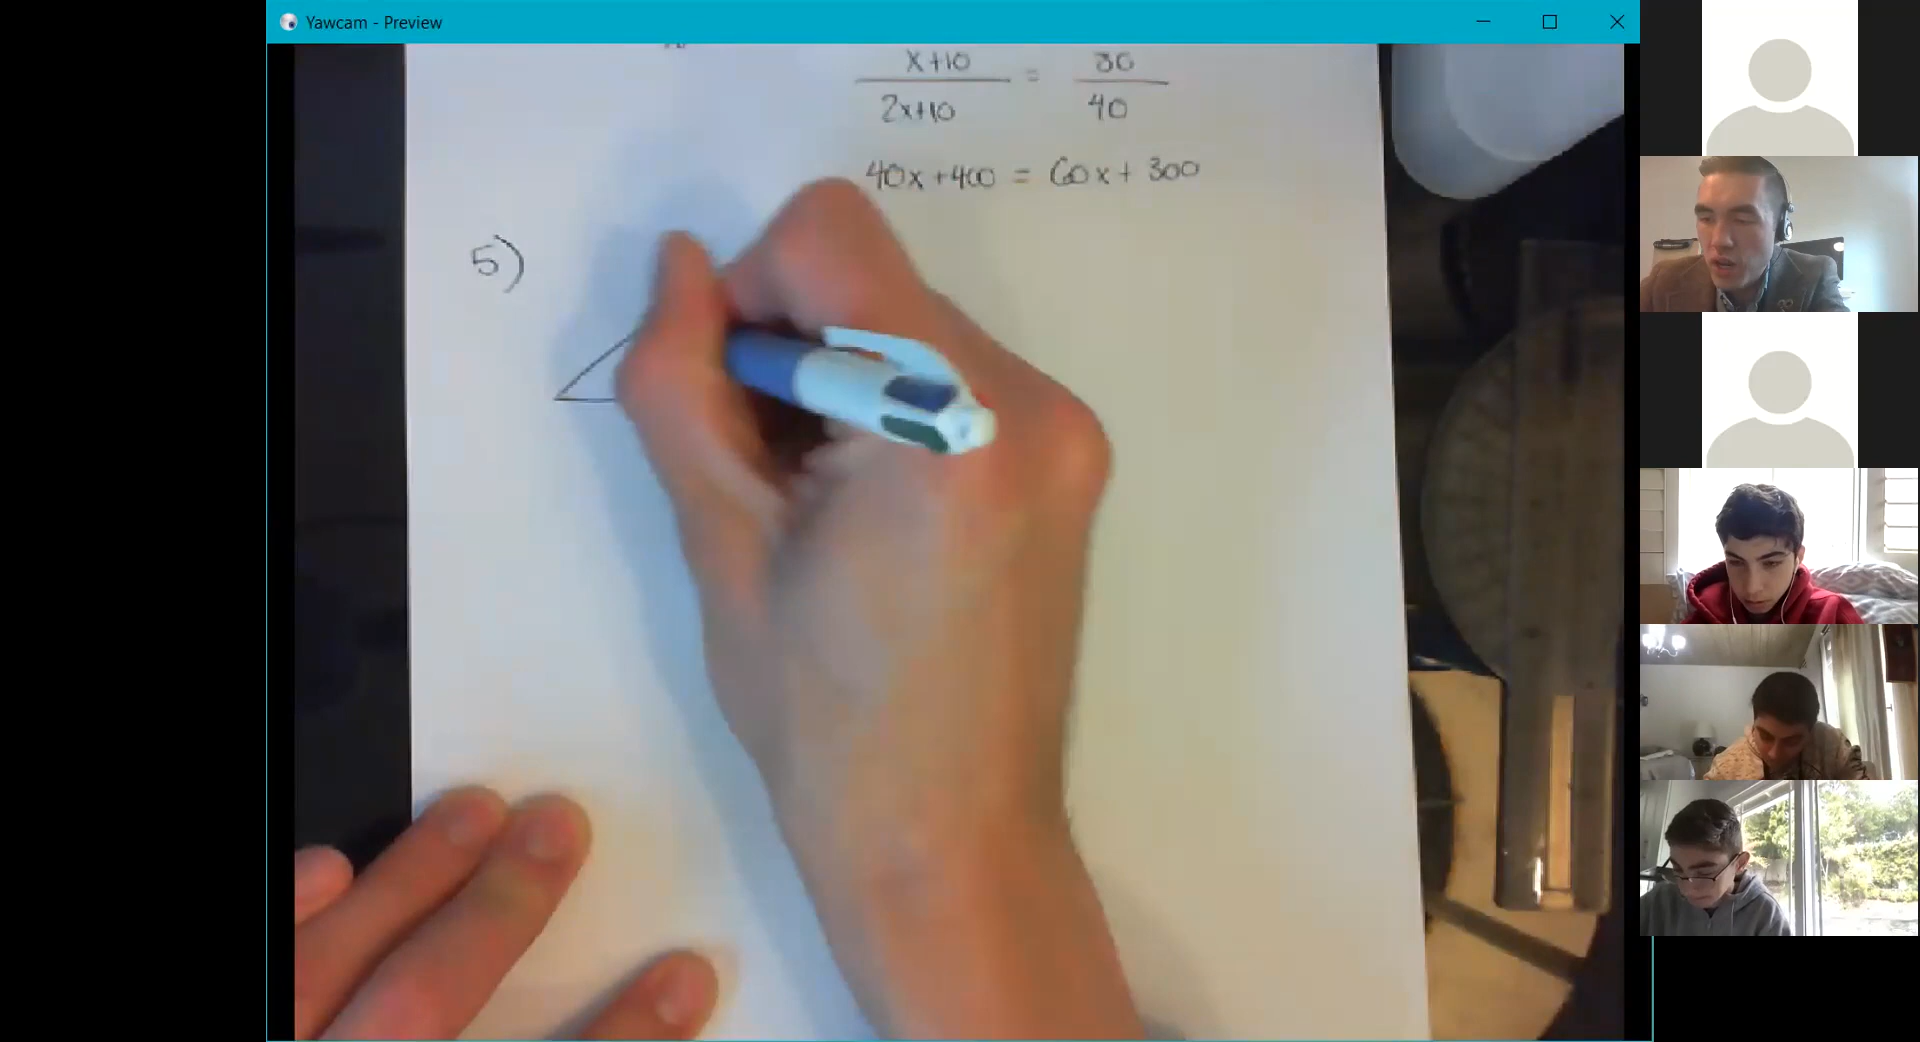 Yawcam - Preview
x+10 = 30
2x+10 40
40x+400 = 60x + 300
5)